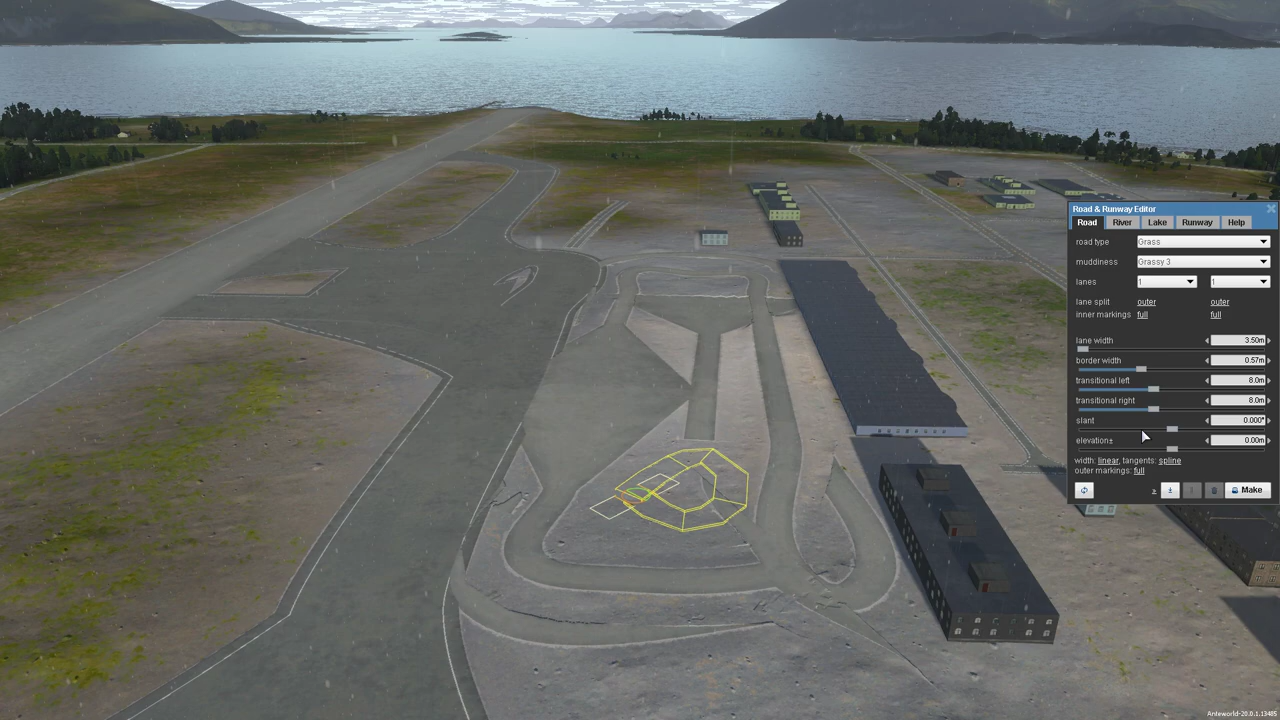 Road & Runway Editor
Road River Lake Runway Help
road type Grass
muddiness Grassy 3
lanes 1 1
lane split outer outer
inner markings full full
lane width 3.50m
border width 0.57m
transitional left 8.0m
transitional right 8.0m
slant 0.000°
elevation± 0.00m
width: linear, tangents: spline
outer markings: full
Make
Anteworld-20.0.1.13485